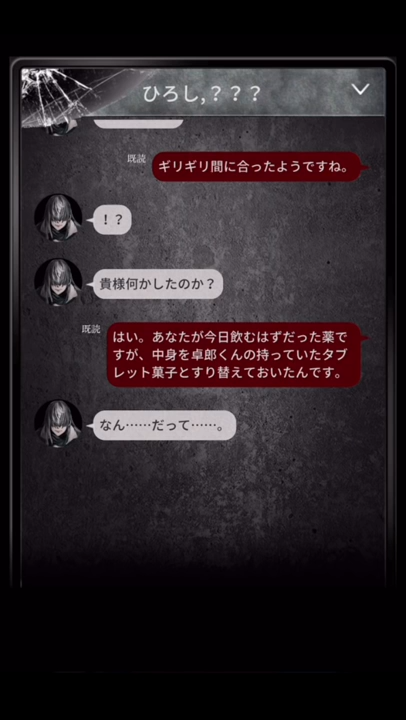 ひろし,？？？
既読
ギリギリ間に合ったようですね。
！？
貴様何かしたのか？
既読
はい。あなたが今日飲むはずだった薬で
すが、中身を卓郎くんの持っていたタブ
レット菓子とすり替えておいたんです。
なん……だって……。